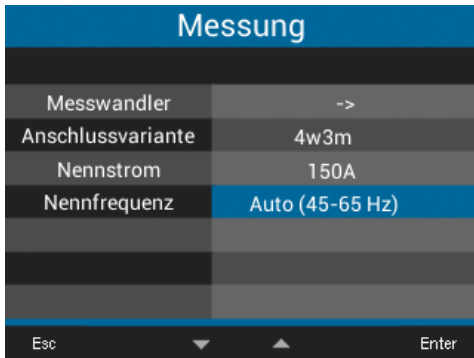 Messung
Messwandler ->
Anschlussvariante 4w3m
Nennstrom 150A
Nennfrequenz Auto (45-65 Hz)
Esc Enter